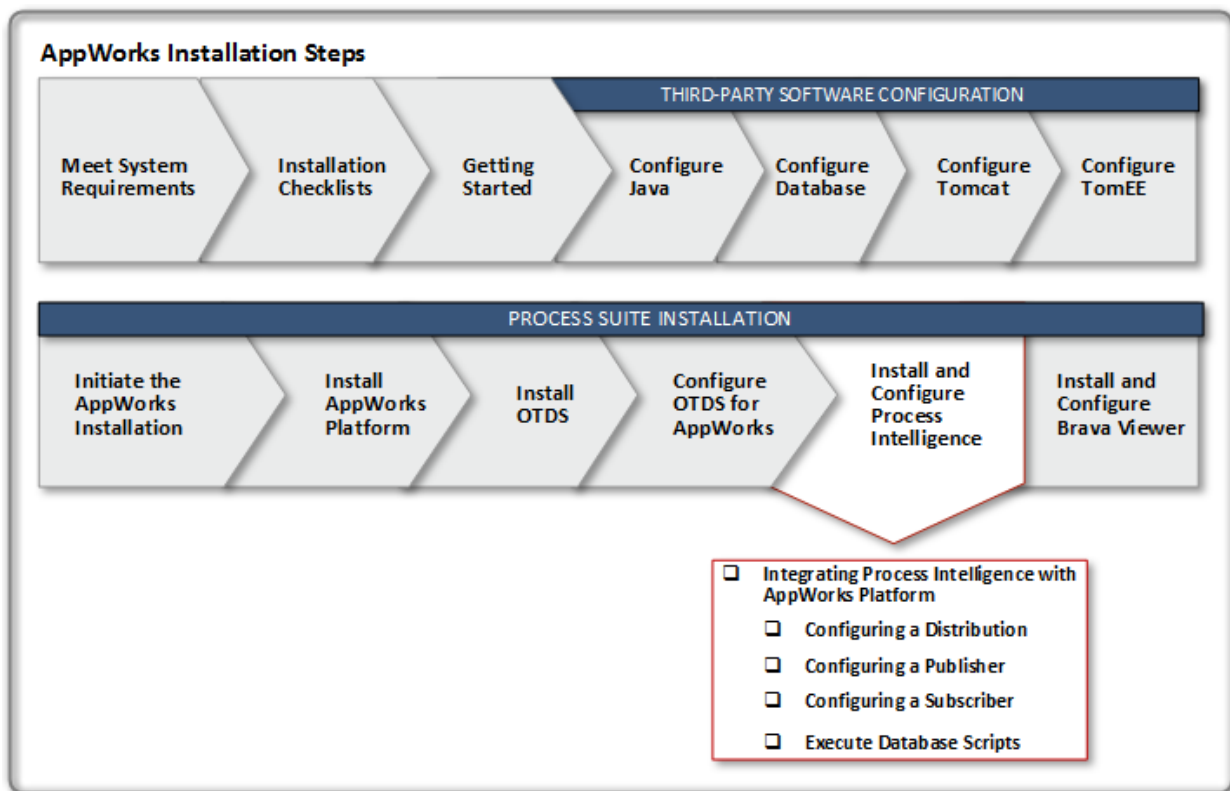 AppWorks Installation Steps
THIRD-PARTY SOFTWARE CONFIGURATION
Meet System
Requirements
Installation
Checklists
Getting
Started
Configure
Java
Configure
Database
Configure
Tomcat
Configure
TomEE
PROCESS SUITE INSTALLATION
Initiate the
AppWorks
Installation
Install
AppWorks
Platform
Install
OTDS
Configure
OTDS for
AppWorks
Install and
Configure
Process
Intelligence
Install and
Configure
Brava Viewer
Integrating Process Intelligence with
AppWorks Platform
Configuring a Distribution
Configuring a Publisher
Configuring a Subscriber
Execute Database Scripts